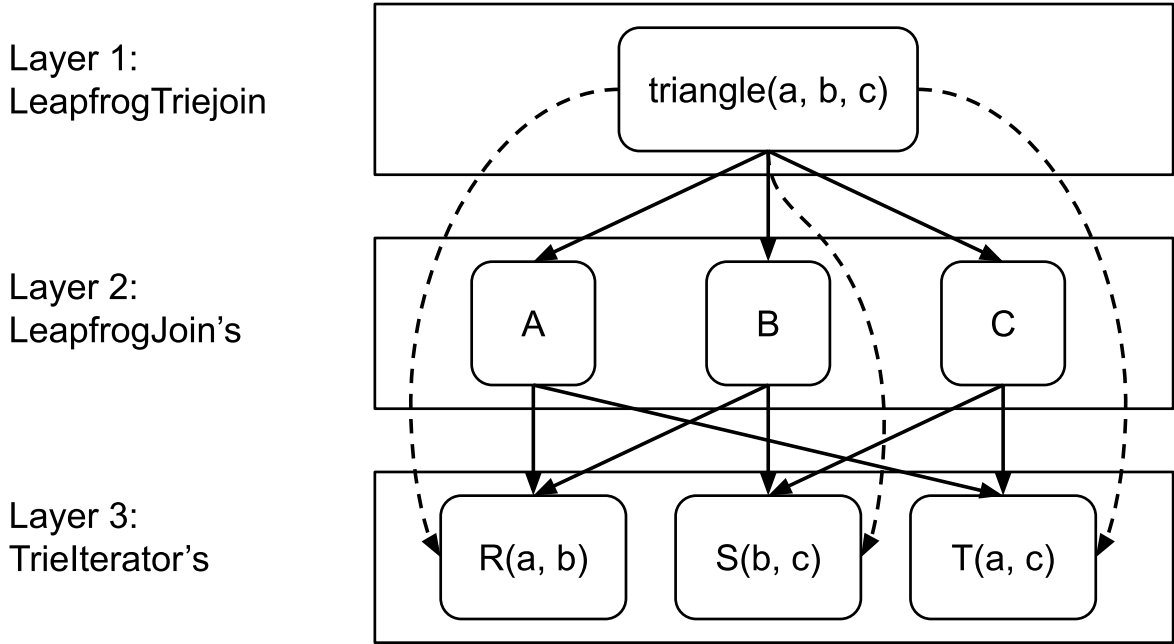 Layer 1:
LeapfrogTriejoin
triangle(a, b, c)
Layer 2:
LeapfrogJoin’s
A
B
C
Layer 3:
TrieIterator’s
R(a, b)
S(b, c)
T(a, c)